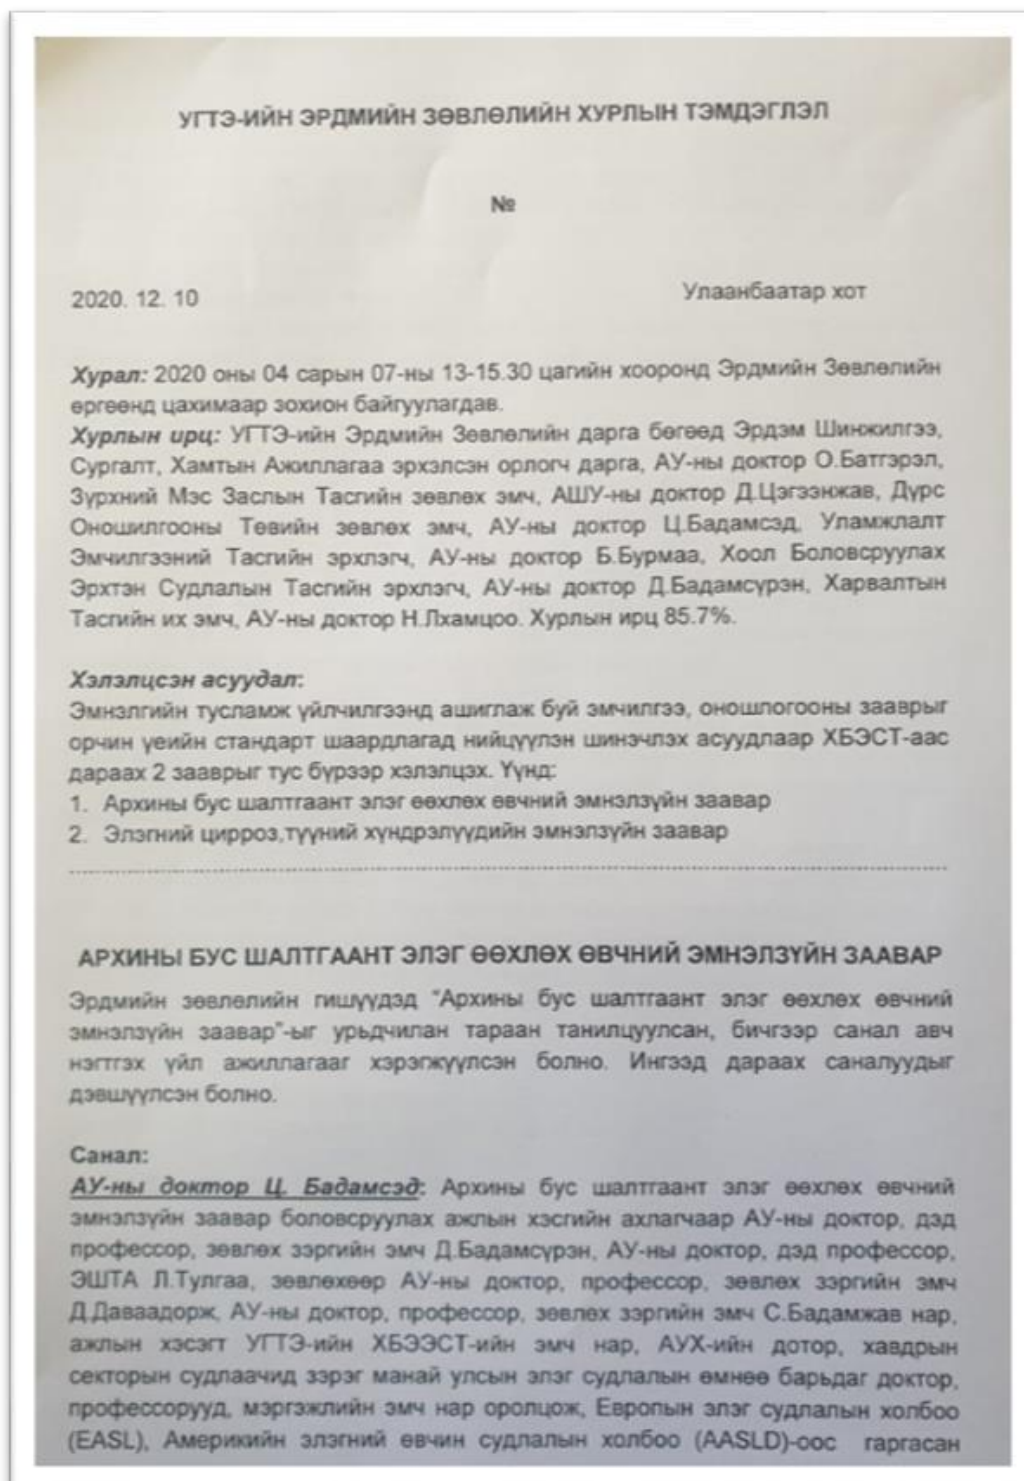 УГТЭ-ИЙН ЭРДМИЙН ЗӨВЛӨЛИЙН ХУРЛЫН ТЭМДЭГЛЭЛ
№
2020. 12. 10 Улаанбаатар хот
Хурал: 2020 оны 04 сарын 07-ны 13-15.30 цагийн хооронд Эрдмийн Зөвлөлийн
өргөөнд цахимаар зохион байгуулагдав.
Хурлын ирц: УГТЭ-ийн Эрдмийн Зөвлөлийн дарга бөгөөд Эрдэм Шинжилгээ,
Сургалт, Хамтын Ажиллагаа эрхэлсэн орлогч дарга, АУ-ны доктор О.Батгэрэл,
Зүрхний Мэс Заслын Тасгийн зөвлөх эмч, АШУ-ны доктор Д.Цэгээнжав, Дүрс
Оношилгооны Төвийн зөвлөх эмч, АУ-ны доктор Ц.Бадамсэд, Уламжлалт
Эмчилгээний Тасгийн эрхлэгч, АУ-ны доктор Б.Бурмаа, Хоол Боловсруулах
Эрхтэн Судлалын Тасгийн эрхлэгч, АУ-ны доктор Д.Бадамсүрэн, Харвалтын
Тасгийн их эмч, АУ-ны доктор Н.Лхамцоо. Хурлын ирц 85.7%.
Хэлэлцсэн асуудал:
Эмнэлгийн тусламж үйлчилгээнд ашиглаж буй эмчилгээ, оношлогооны зааврыг
орчин үеийн стандарт шаардлагад нийцүүлэн шинэчлэх асуудлаар ХБЭСТ-аас
дараах 2 зааврыг тус бүрээр хэлэлцэх. Үүнд:
1. Архины бус шалтгаант элэг өөхлөх өвчний эмнэлзүйн заавар
2. Элэгний цирроз,түүний хүндрэлүүдийн эмнэлзүйн заавар
АРХИНЫ БУС ШАЛТГААНТ ЭЛЭГ ӨӨХЛӨХ ӨВЧНИЙ ЭМНЭЛЗҮЙН ЗААВАР
Эрдмийн зөвлөлийн гишүүдэд "Архины бус шалтгаант элэг өөхлөх өвчний
эмнэлзүйн заавар"-ыг урьдчилан тараан танилцуулсан, бичгээр санал авч
нэгтгэх үйл ажиллагааг хэрэгжүүлсэн болно. Ингээд дараах саналуудыг
дэвшүүлсэн болно.
Санал:
АУ-ны доктор Ц. Бадамсэд: Архины бус шалтгаант элэг өөхлөх өвчний
эмнэлзүйн заавар боловсруулах ажлын хэсгийн ахлагчаар АУ-ны доктор, дэд
профессор, зөвлөх зэргийн эмч Д.Бадамсүрэн, АУ-ны доктор, дэд профессор,
ЭШТА Л.Тулгаа, зөвлөхөөр АУ-ны доктор, профессор, зөвлөх зэргийн эмч
Д.Даваадорж, АУ-ны доктор, профессор, зөвлөх зэргийн эмч С.Бадамжав нар,
ажлын хэсэгт УГТЭ-ийн ХБЭЭСТ-ийн эмч нар, АУХ-ийн дотор, хавдрын
секторын судлаачид зэрэг манай улсын элэг судлалын өмнөө барьдаг доктор,
профессорууд, мэргэжлийн эмч нар оролцож, Европын элэг судлалын холбоо
(EASL), Америкийн элэгний өвчин судлалын холбоо (AASLD)-оос гаргасан